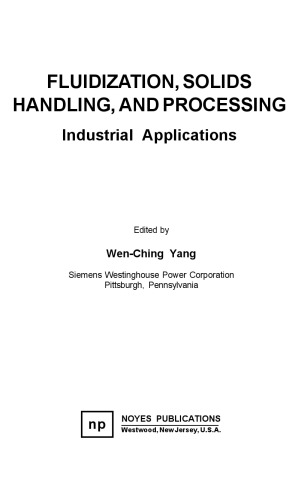 FLUIDIZATION, SOLIDS
HANDLING, AND PROCESSING
Industrial Applications
Edited by
Wen-Ching Yang
Siemens Westinghouse Power Corporation
Pittsburgh, Pennsylvania
np
NOYES PUBLICATIONS
Westwood, New Jersey, U.S.A.